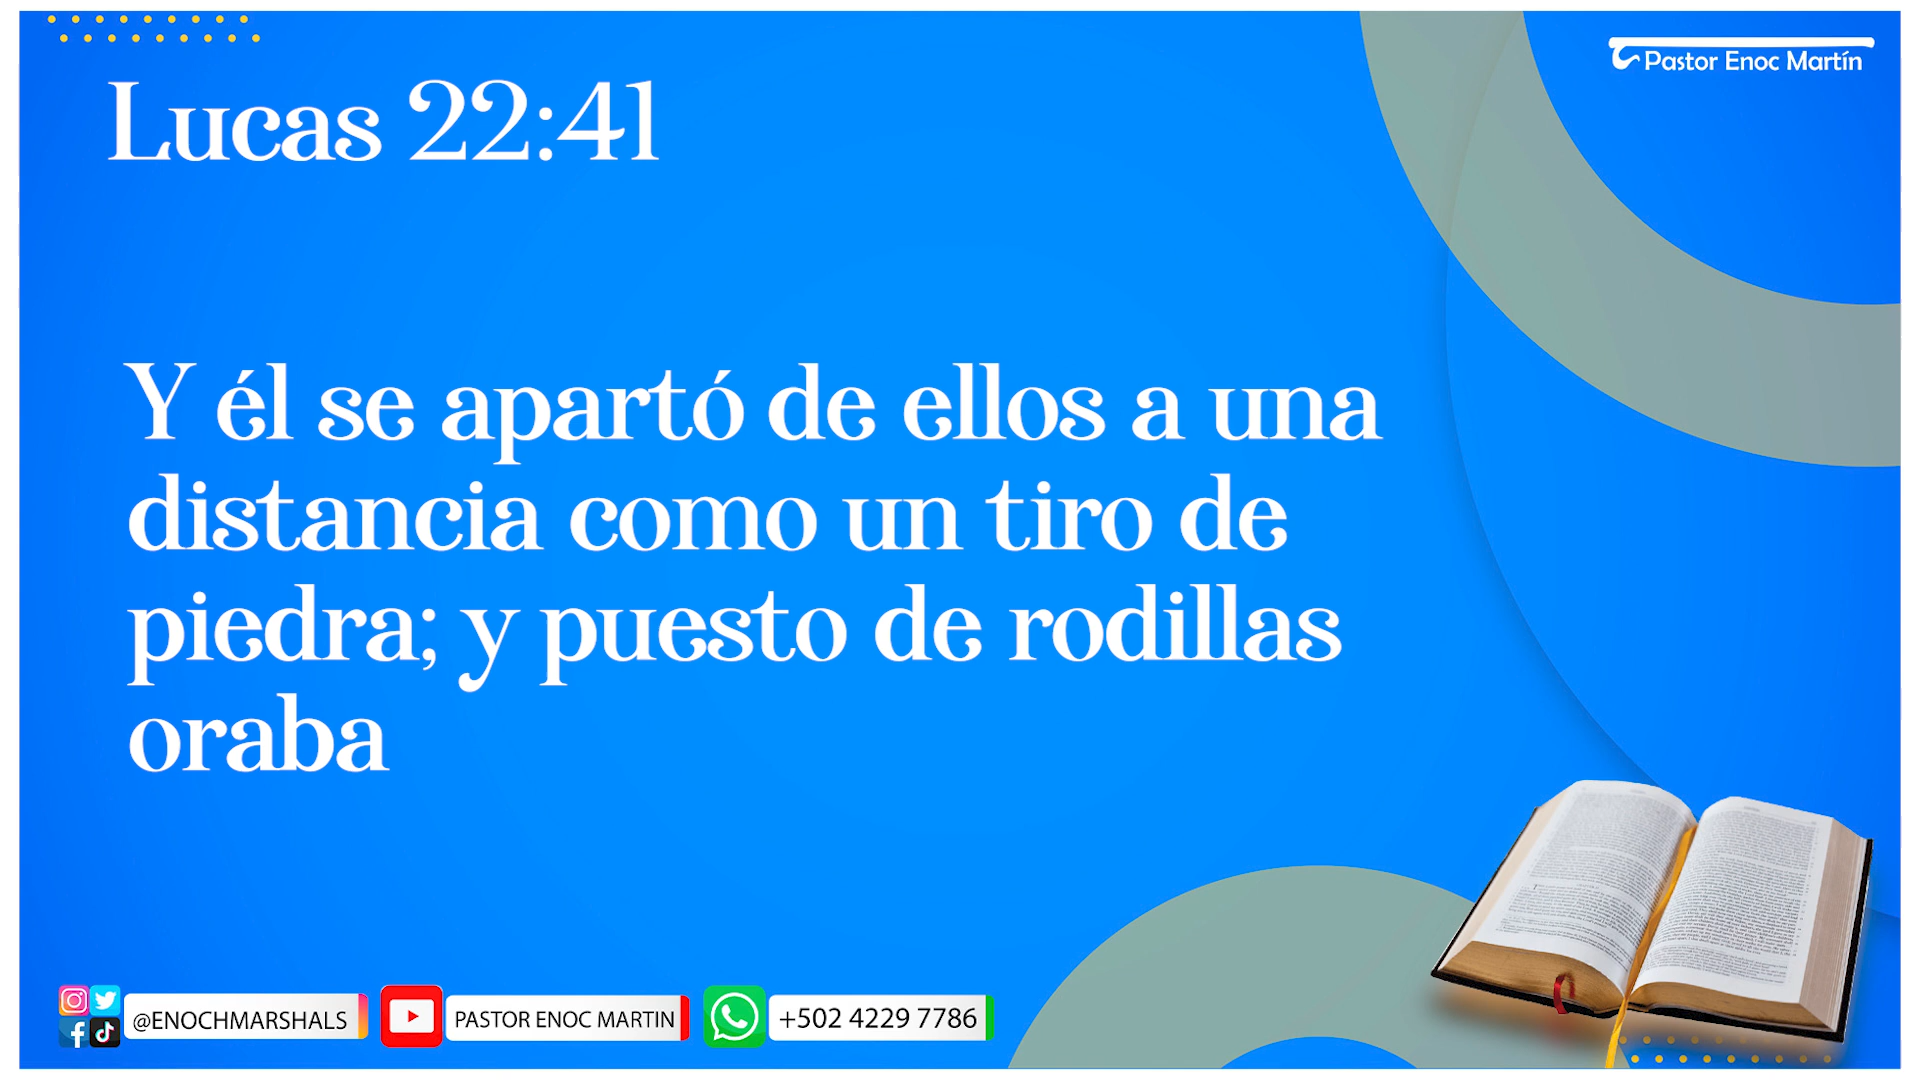 Pastor Enoc Martín
Lucas 22:41
Y él se apartó de ellos a una
distancia como un tiro de
piedra; y puesto de rodillas
oraba
@ENOCHMARSHALS
PASTOR ENOC MARTIN
+502 4229 7786